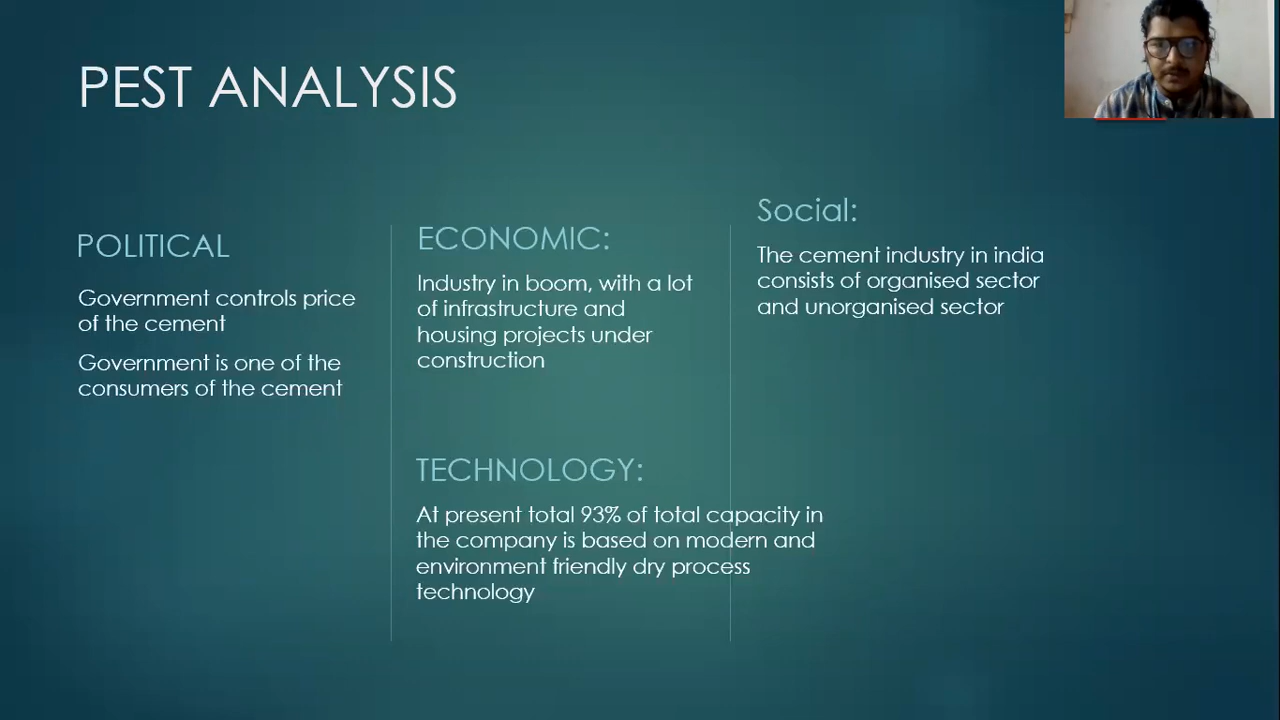 PEST ANALYSIS
POLITICAL
Government controls price
of the cement
Government is one of the
consumers of the cement
ECONOMIC:
Industry in boom, with a lot
of infrastructure and
housing projects under
construction
Social:
The cement industry in india
consists of organised sector
and unorganised sector
TECHNOLOGY:
At present total 93% of total capacity in
the company is based on modern and
environment friendly dry process
technology